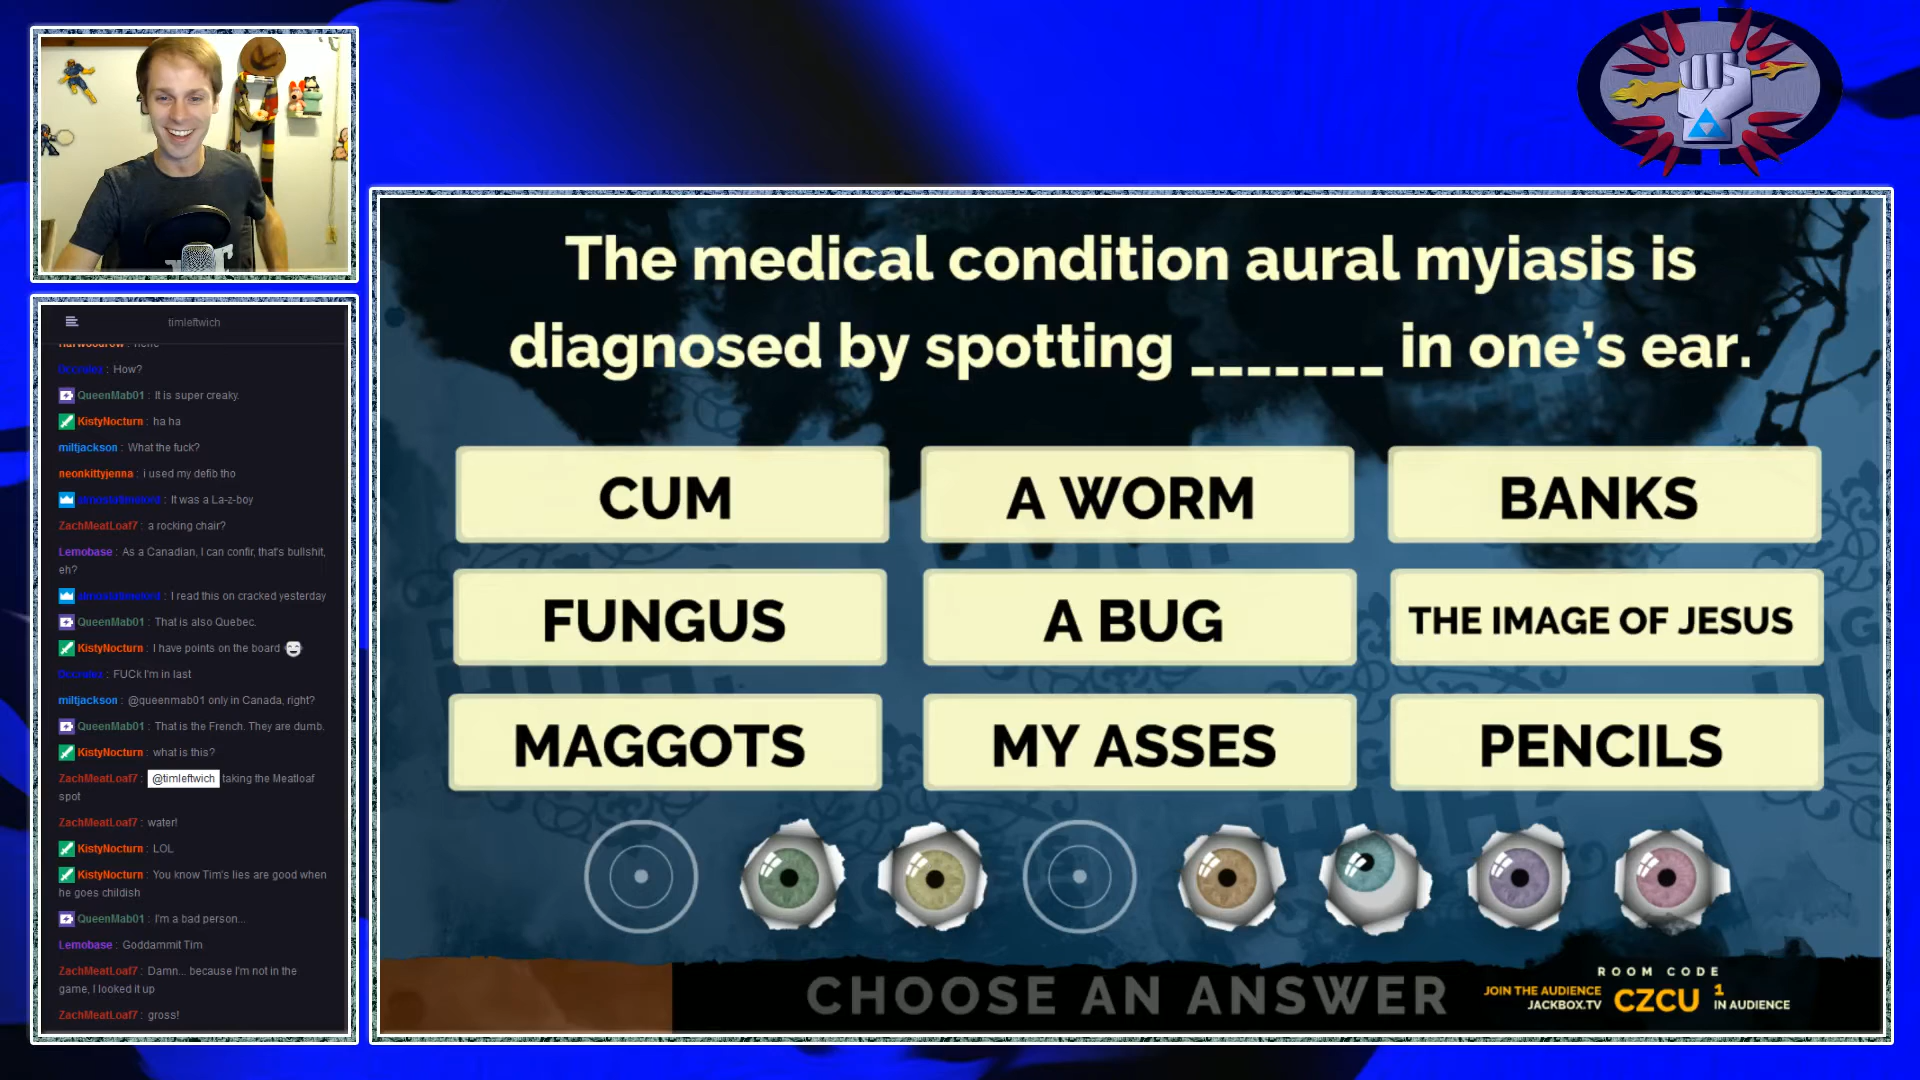 timleftwich
How?
QueenMab01 : It is super creaky.
KistyNocturn : ha ha
miltjackson : What the fuck?
neonkittyjenna : i used my defib tho
: It was a La-z-boy
ZachMeatLoaf7 : a rocking chair?
Lemobase : As a Canadian, I can confir, that's bullshit,
eh?
: I read this on cracked yesterday
QueenMab01 : That is also Quebec.
KistyNocturn : I have points on the board
: FUCk I'm in last
miltjackson : @queenmab01 only in Canada, right?
QueenMab01 : That is the French. They are dumb.
KistyNocturn : what is this?
ZachMeatLoaf7 : @timleftwich taking the Meatloaf
spot
ZachMeatLoaf7 : water!
KistyNocturn : LOL
KistyNocturn : You know Tim's lies are good when
he goes childish
QueenMab01 : I'm a bad person...
Lemobase : Goddammit Tim
ZachMeatLoaf7 : Damn... because I'm not in the
game, I looked it up
ZachMeatLoaf7 : gross!
The medical condition aural myiasis is
diagnosed by spotting _______ in one's ear.
CUM
A WORM
BANKS
FUNGUS
A BUG
THE IMAGE OF JESUS
MAGGOTS
MY ASSES
PENCILS
CHOOSE AN ANSWER
ROOM CODE
JOIN THE AUDIENCE
JACKBOX.TV
CZCU
1
IN AUDIENCE